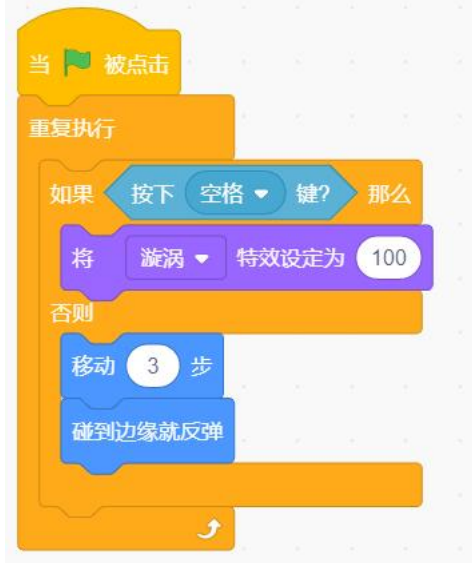 当 被点击
重复执行
如果 按下 空格 键? 那么
将 漩涡 特效设定为 100
否则
移动 3 步
碰到边缘就反弹